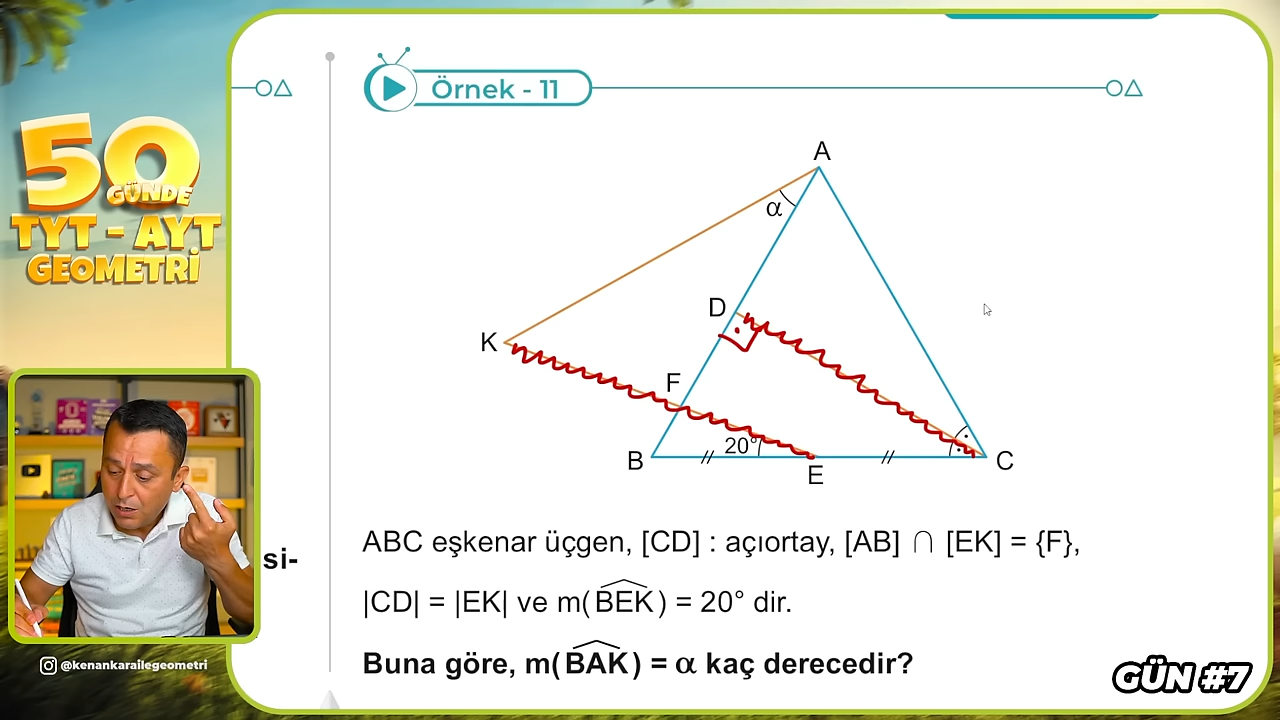 50
GÜNDE
TYT - AYT
GEOMETRİ
Örnek - 11
A
α
D
K
F
20°
B
E
C
si-
ABC eşkenar üçgen, [CD] : açıortay, [AB] ∩ [EK] = {F},
|CD| = |EK| ve m(BEK) = 20° dir.
Buna göre, m(BAK) = α kaç derecedir?
@kenankarailegeometri
GÜN #7